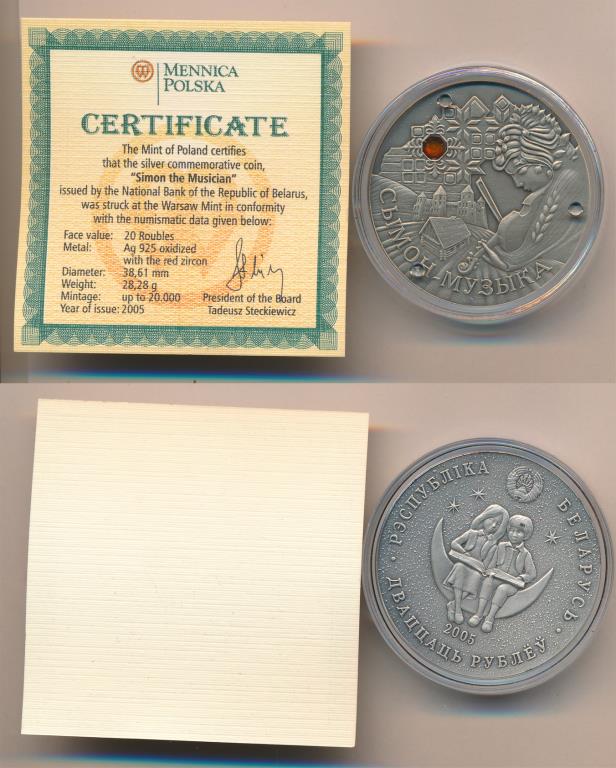 MENNICA
POLSKA
CERTIFICATE
The Mint of Poland certifies
that the silver commemorative coin,
"Simon the Musician"
issued by the National Bank of the Republic of Belarus,
was struck at the Warsaw Mint in conformity
with the numismatic data given below:
Face value: 20 Roubles
Metal: Ag 925 oxidized
with the red zircon
Diameter: 38,61 mm
Weight: 28,28 g
Mintage: up to 20.000
Year of issue: 2005
President of the Board
Tadeusz Steckiewicz
СЫМОН-МУЗЫКА
РЭСПУБЛІКА БЕЛАРУСЬ
2005
ДВАЦЦАЦЬ РУБЛЁЎ